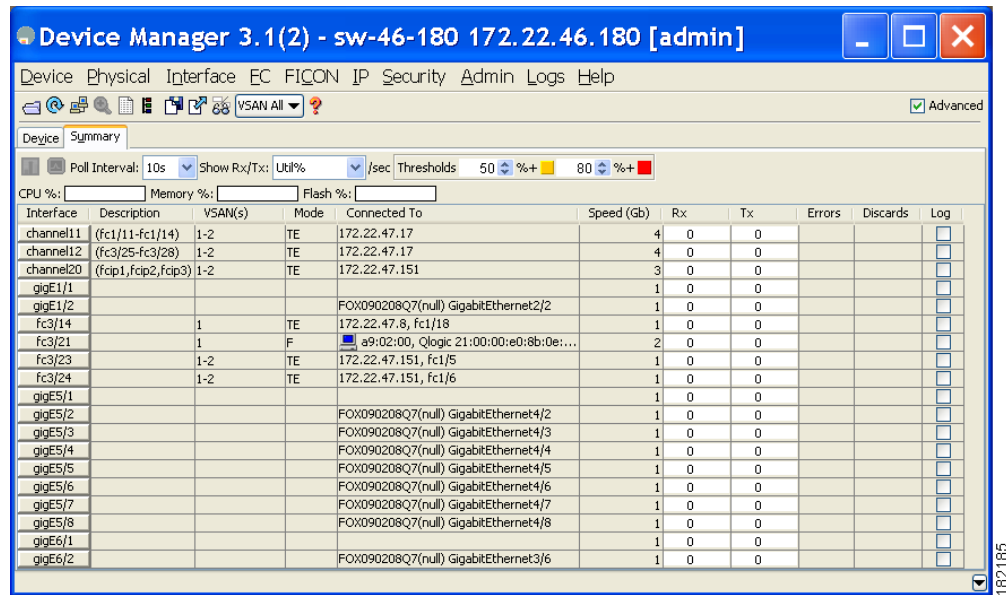 Device Manager 3.1(2) - sw-46-180 172.22.46.180 [admin]
Device Physical Interface FC FICON IP Security Admin Logs Help
VSAN All ? Advanced
Device Summary
Poll Interval: 10s Show Rx/Tx: Util% /sec Thresholds 50 %+ 80 %+
CPU %: Memory %: Flash %:
Interface Description VSAN(s) Mode Connected To Speed (Gb) Rx Tx Errors Discards Log
channel11 (fc1/11-fc1/14) 1-2 TE 172.22.47.17 4 0 0
channel12 (fc3/25-fc3/28) 1-2 TE 172.22.47.17 4 0 0
channel20 (fcip1,fcip2,fcip3) 1-2 TE 172.22.47.151 3 0 0
gigE1/1 1 0 0
gigE1/2 FOX090208Q7(null) GigabitEthernet2/2 1 0 0
fc3/14 1 TE 172.22.47.8, fc1/18 1 0 0
fc3/21 1 F a9:02:00, Qlogic 21:00:00:e0:8b:0e:... 2 0 0
fc3/23 1-2 TE 172.22.47.151, fc1/5 1 0 0
fc3/24 1-2 TE 172.22.47.151, fc1/6 1 0 0
gigE5/1 1 0 0
gigE5/2 FOX090208Q7(null) GigabitEthernet4/2 1 0 0
gigE5/3 FOX090208Q7(null) GigabitEthernet4/3 1 0 0
gigE5/4 FOX090208Q7(null) GigabitEthernet4/4 1 0 0
gigE5/5 FOX090208Q7(null) GigabitEthernet4/5 1 0 0
gigE5/6 FOX090208Q7(null) GigabitEthernet4/6 1 0 0
gigE5/7 FOX090208Q7(null) GigabitEthernet4/7 1 0 0
gigE5/8 FOX090208Q7(null) GigabitEthernet4/8 1 0 0
gigE6/1 1 0 0
gigE6/2 FOX090208Q7(null) GigabitEthernet3/6 1 0 0
182185